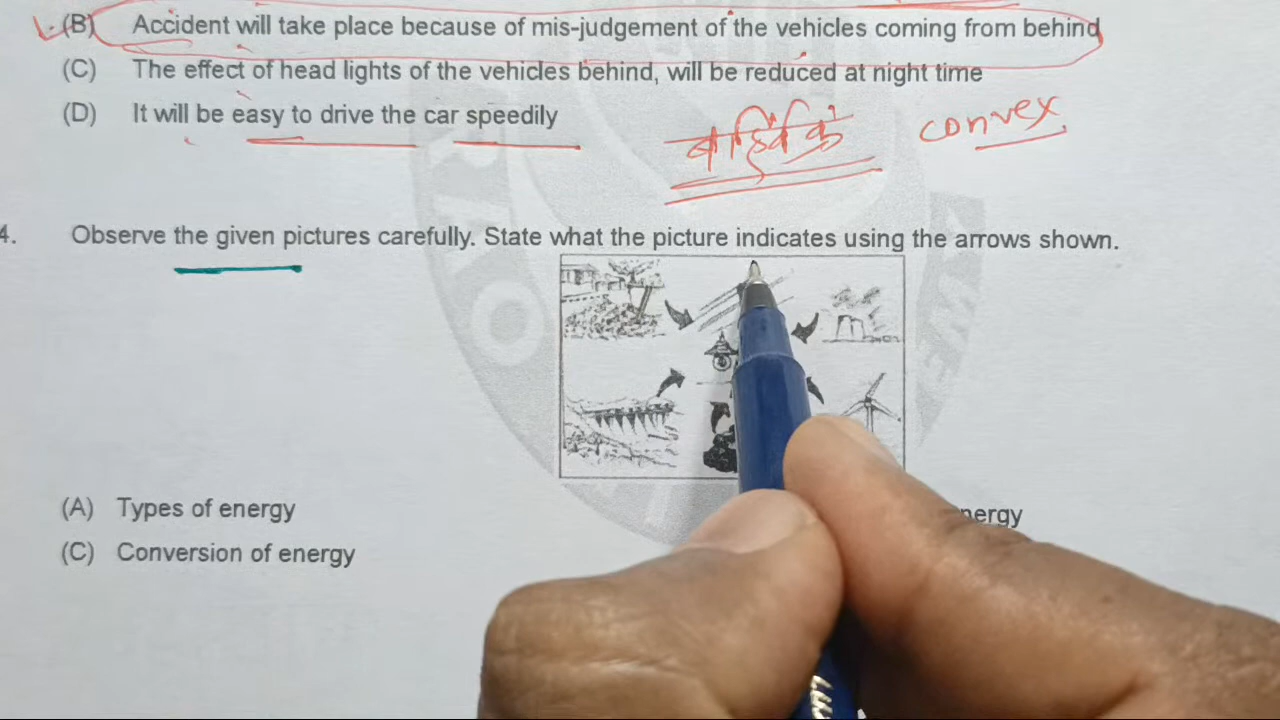 (B) Accident will take place because of mis-judgement of the vehicles coming from behind
(C) The effect of head lights of the vehicles behind, will be reduced at night time
(D) It will be easy to drive the car speedily
convex
4. Observe the given pictures carefully. State what the picture indicates using the arrows shown.
(A) Types of energy
(C) Conversion of energy